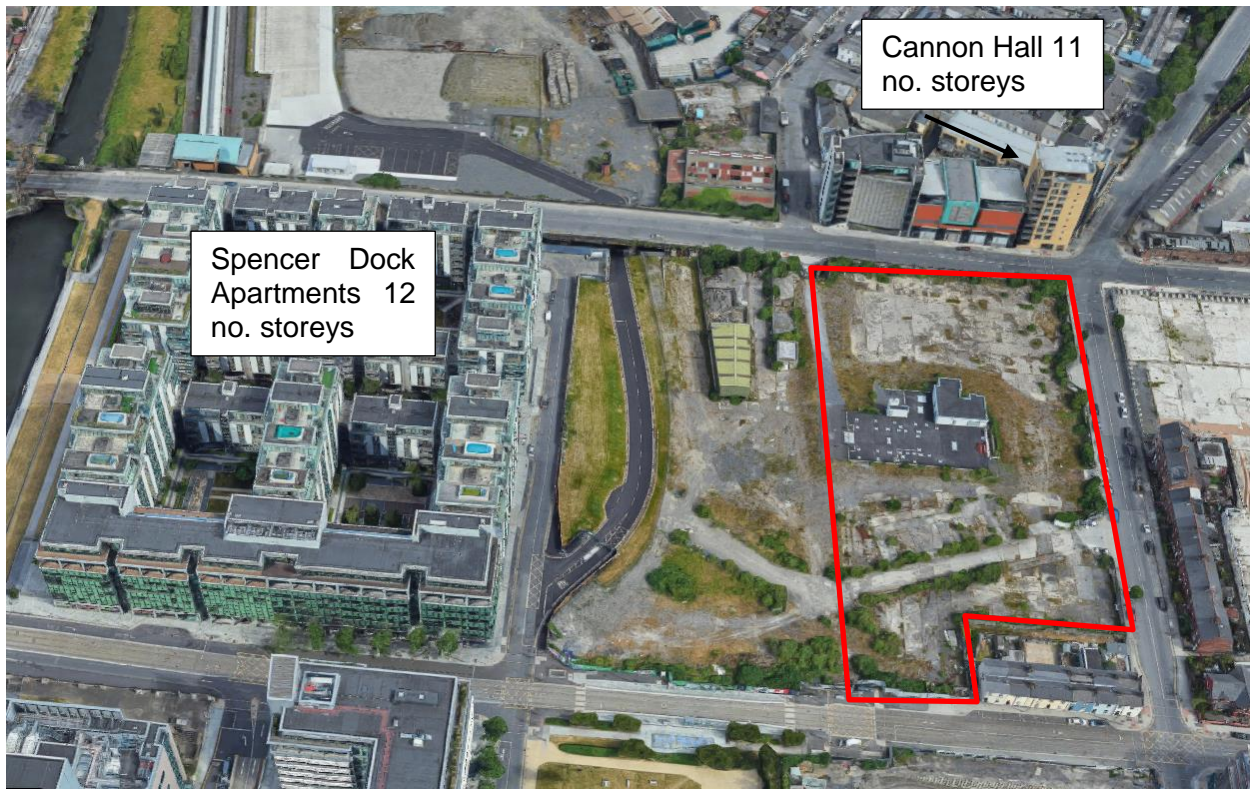 Cannon Hall 11
no. storeys
Spencer Dock
Apartments 12
no. storeys